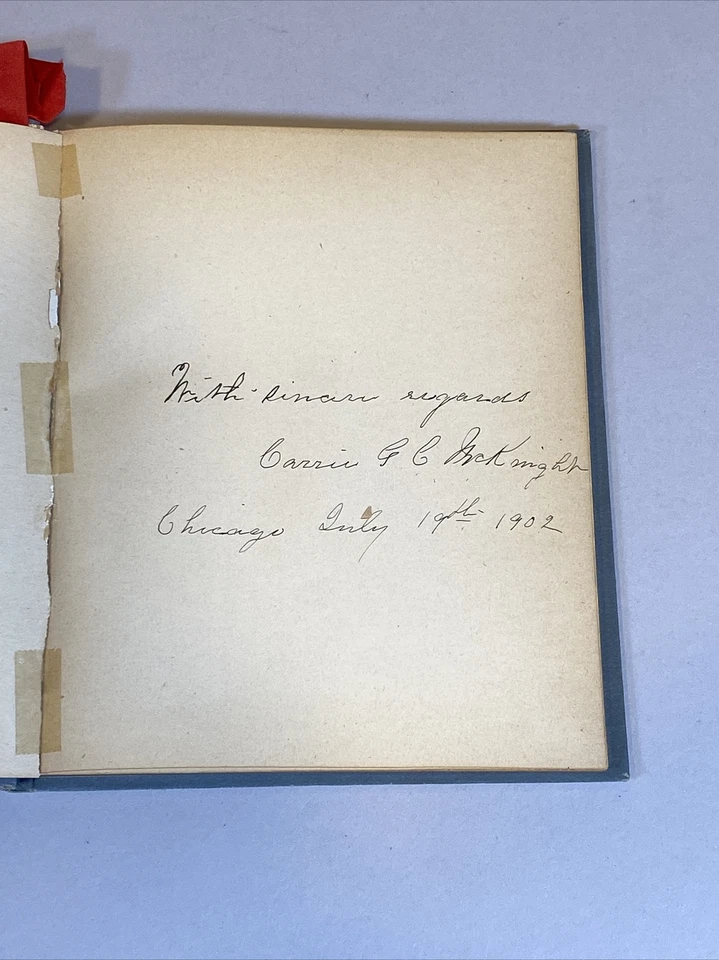 With sincere regards
Carrie G C McKnight
Chicago July 19th 1902